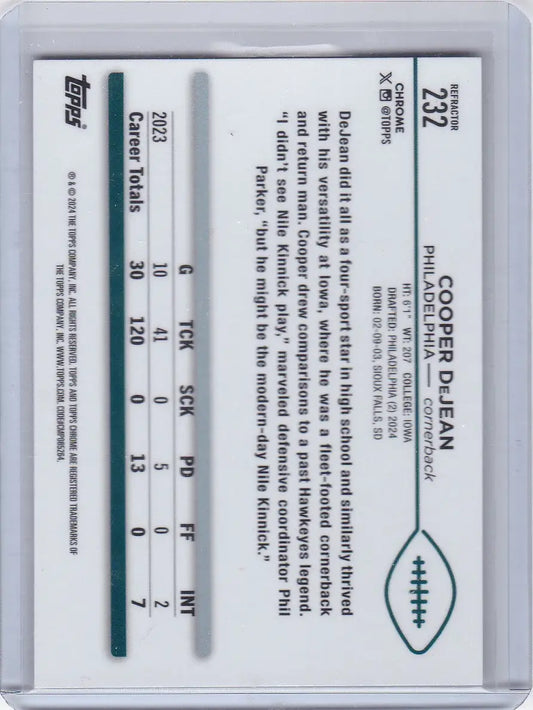 REFRACTOR
232
COOPER DeJEAN
PHILADELPHIA — cornerback
CHROME
X @TOPPS
HT: 6'1" WT: 207 COLLEGE: IOWA
DRAFTED: PHILADELPHIA (2) 2024
BORN: 02-09-03, SIOUX FALLS, SD
DeJean did it all as a four-sport star in high school and similarly thrived
with his versatility at Iowa, where he was a fleet-footed cornerback
and return man. Cooper drew comparisons to a past Hawkeyes legend.
"I didn't see Nile Kinnick play," marveled defensive coordinator Phil
Parker, "but he might be the modern-day Nile Kinnick."
G TCK SCK PD FF INT
2023 10 41 0 5 0 2
Career Totals 30 120 0 13 0 7
topps®
® & © 2024 THE TOPPS COMPANY, INC. ALL RIGHTS RESERVED. TOPPS AND TOPPS CHROME ARE REGISTERED TRADEMARKS OF
THE TOPPS COMPANY, INC. WWW.TOPPS.COM. CODE#CMP085284.